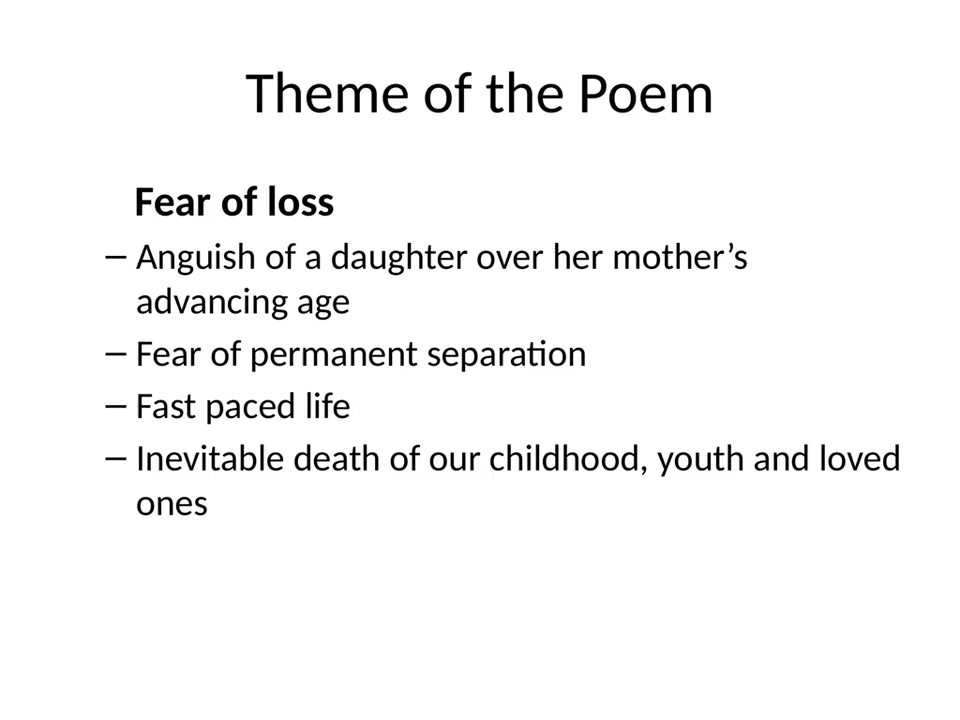 Theme of the Poem
Fear of loss
– Anguish of a daughter over her mother’s
advancing age
– Fear of permanent separation
– Fast paced life
– Inevitable death of our childhood, youth and loved
ones